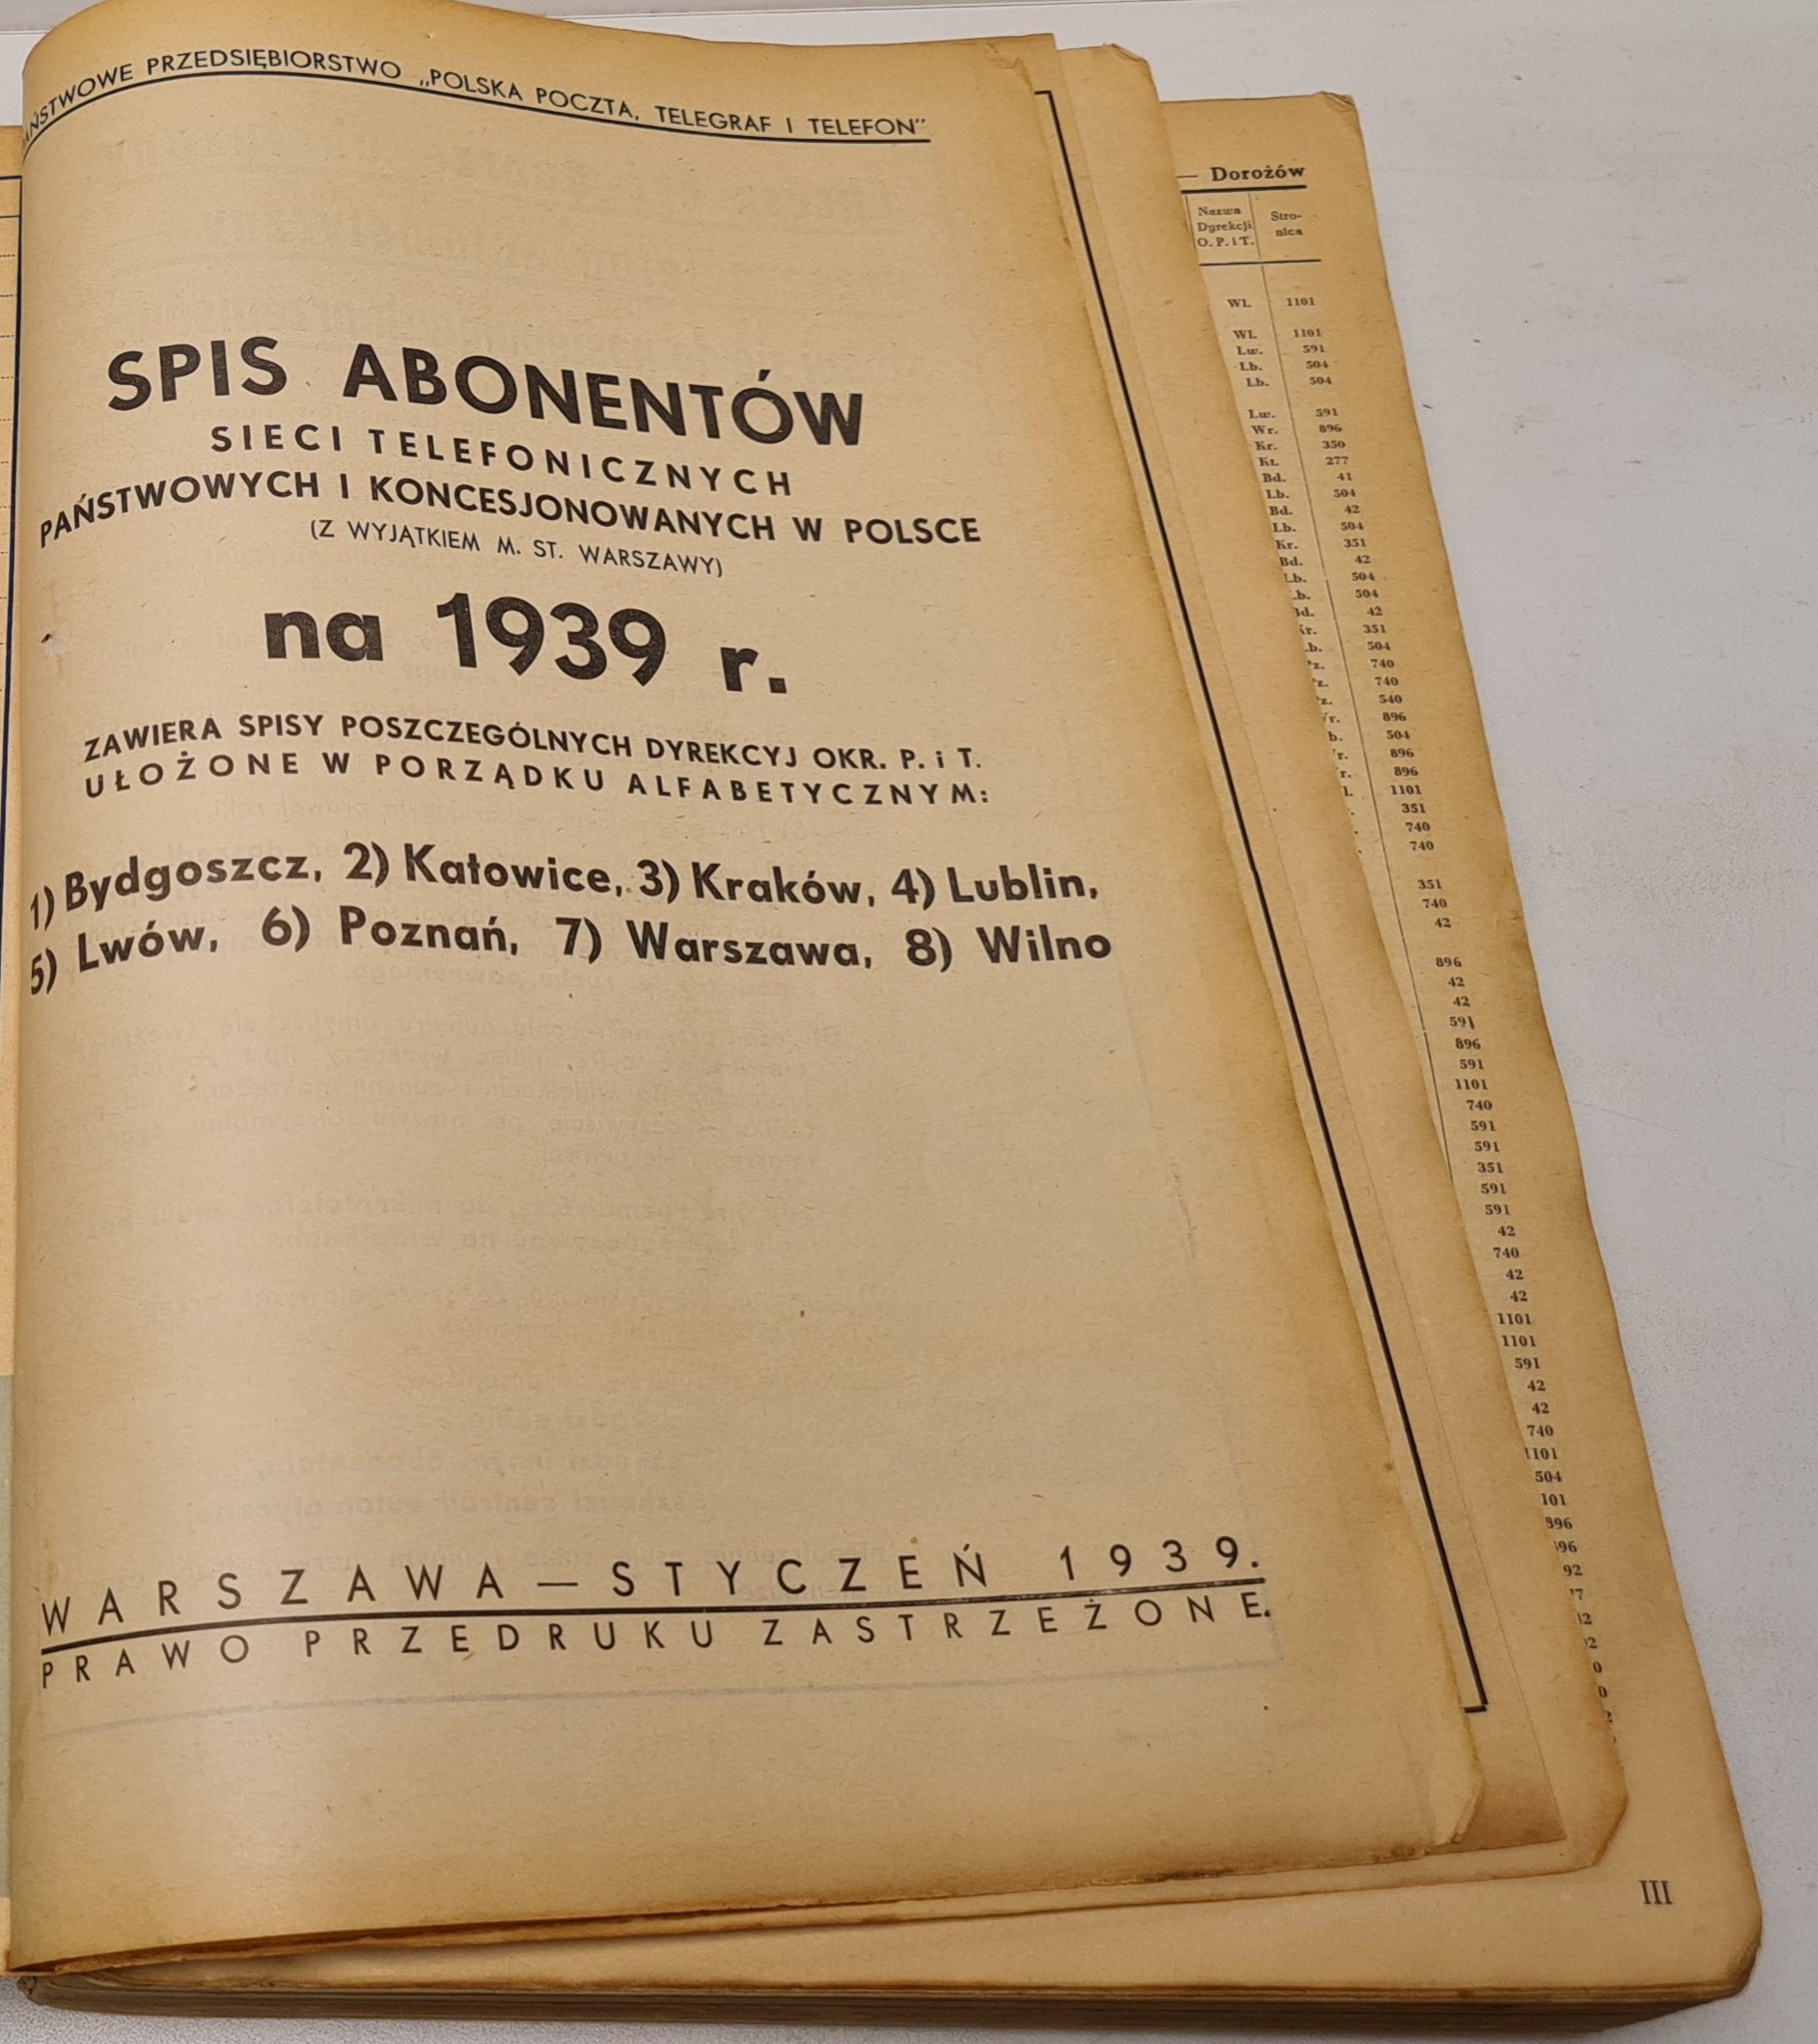 PRZEDSIĘBIORSTWO „POLSKA POCZTA, TELEGRAF I TELEFON”
SPIS ABONENTÓW
SIECI TELEFONICZNYCH
PAŃSTWOWYCH I KONCESJONOWANYCH W POLSCE
(Z WYJĄTKIEM M. ST. WARSZAWY)
na 1939 r.
ZAWIERA SPISY POSZCZEGÓLNYCH DYREKCYJ OKR. P. i T.
UŁOŻONE W PORZĄDKU ALFABETYCZNYM:
1) Bydgoszcz, 2) Katowice, 3) Kraków, 4) Lublin,
5) Lwów, 6) Poznań, 7) Warszawa, 8) Wilno
WARSZAWA — STYCZEŃ 1939.
PRAWO PRZEDRUKU ZASTRZEŻONE.
— Dorożów
Nazwa Dyrekcji O. P. i T.
Stronica
Wl. 1101
Wl. 1101
Lw. 591
Lb. 504
Lb. 504
Lw. 591
Wr. 896
Kr. 350
Kt. 277
Bd. 41
Lb. 504
Bd. 42
Lb. 504
Kr. 351
Bd. 42
Lb. 504
504
42
351
504
740
740
540
896
504
896
896
1101
351
740
740
351
740
42
896
42
42
591
896
591
1101
740
591
591
351
591
591
42
740
42
42
1101
1101
591
42
42
740
1101
504
III